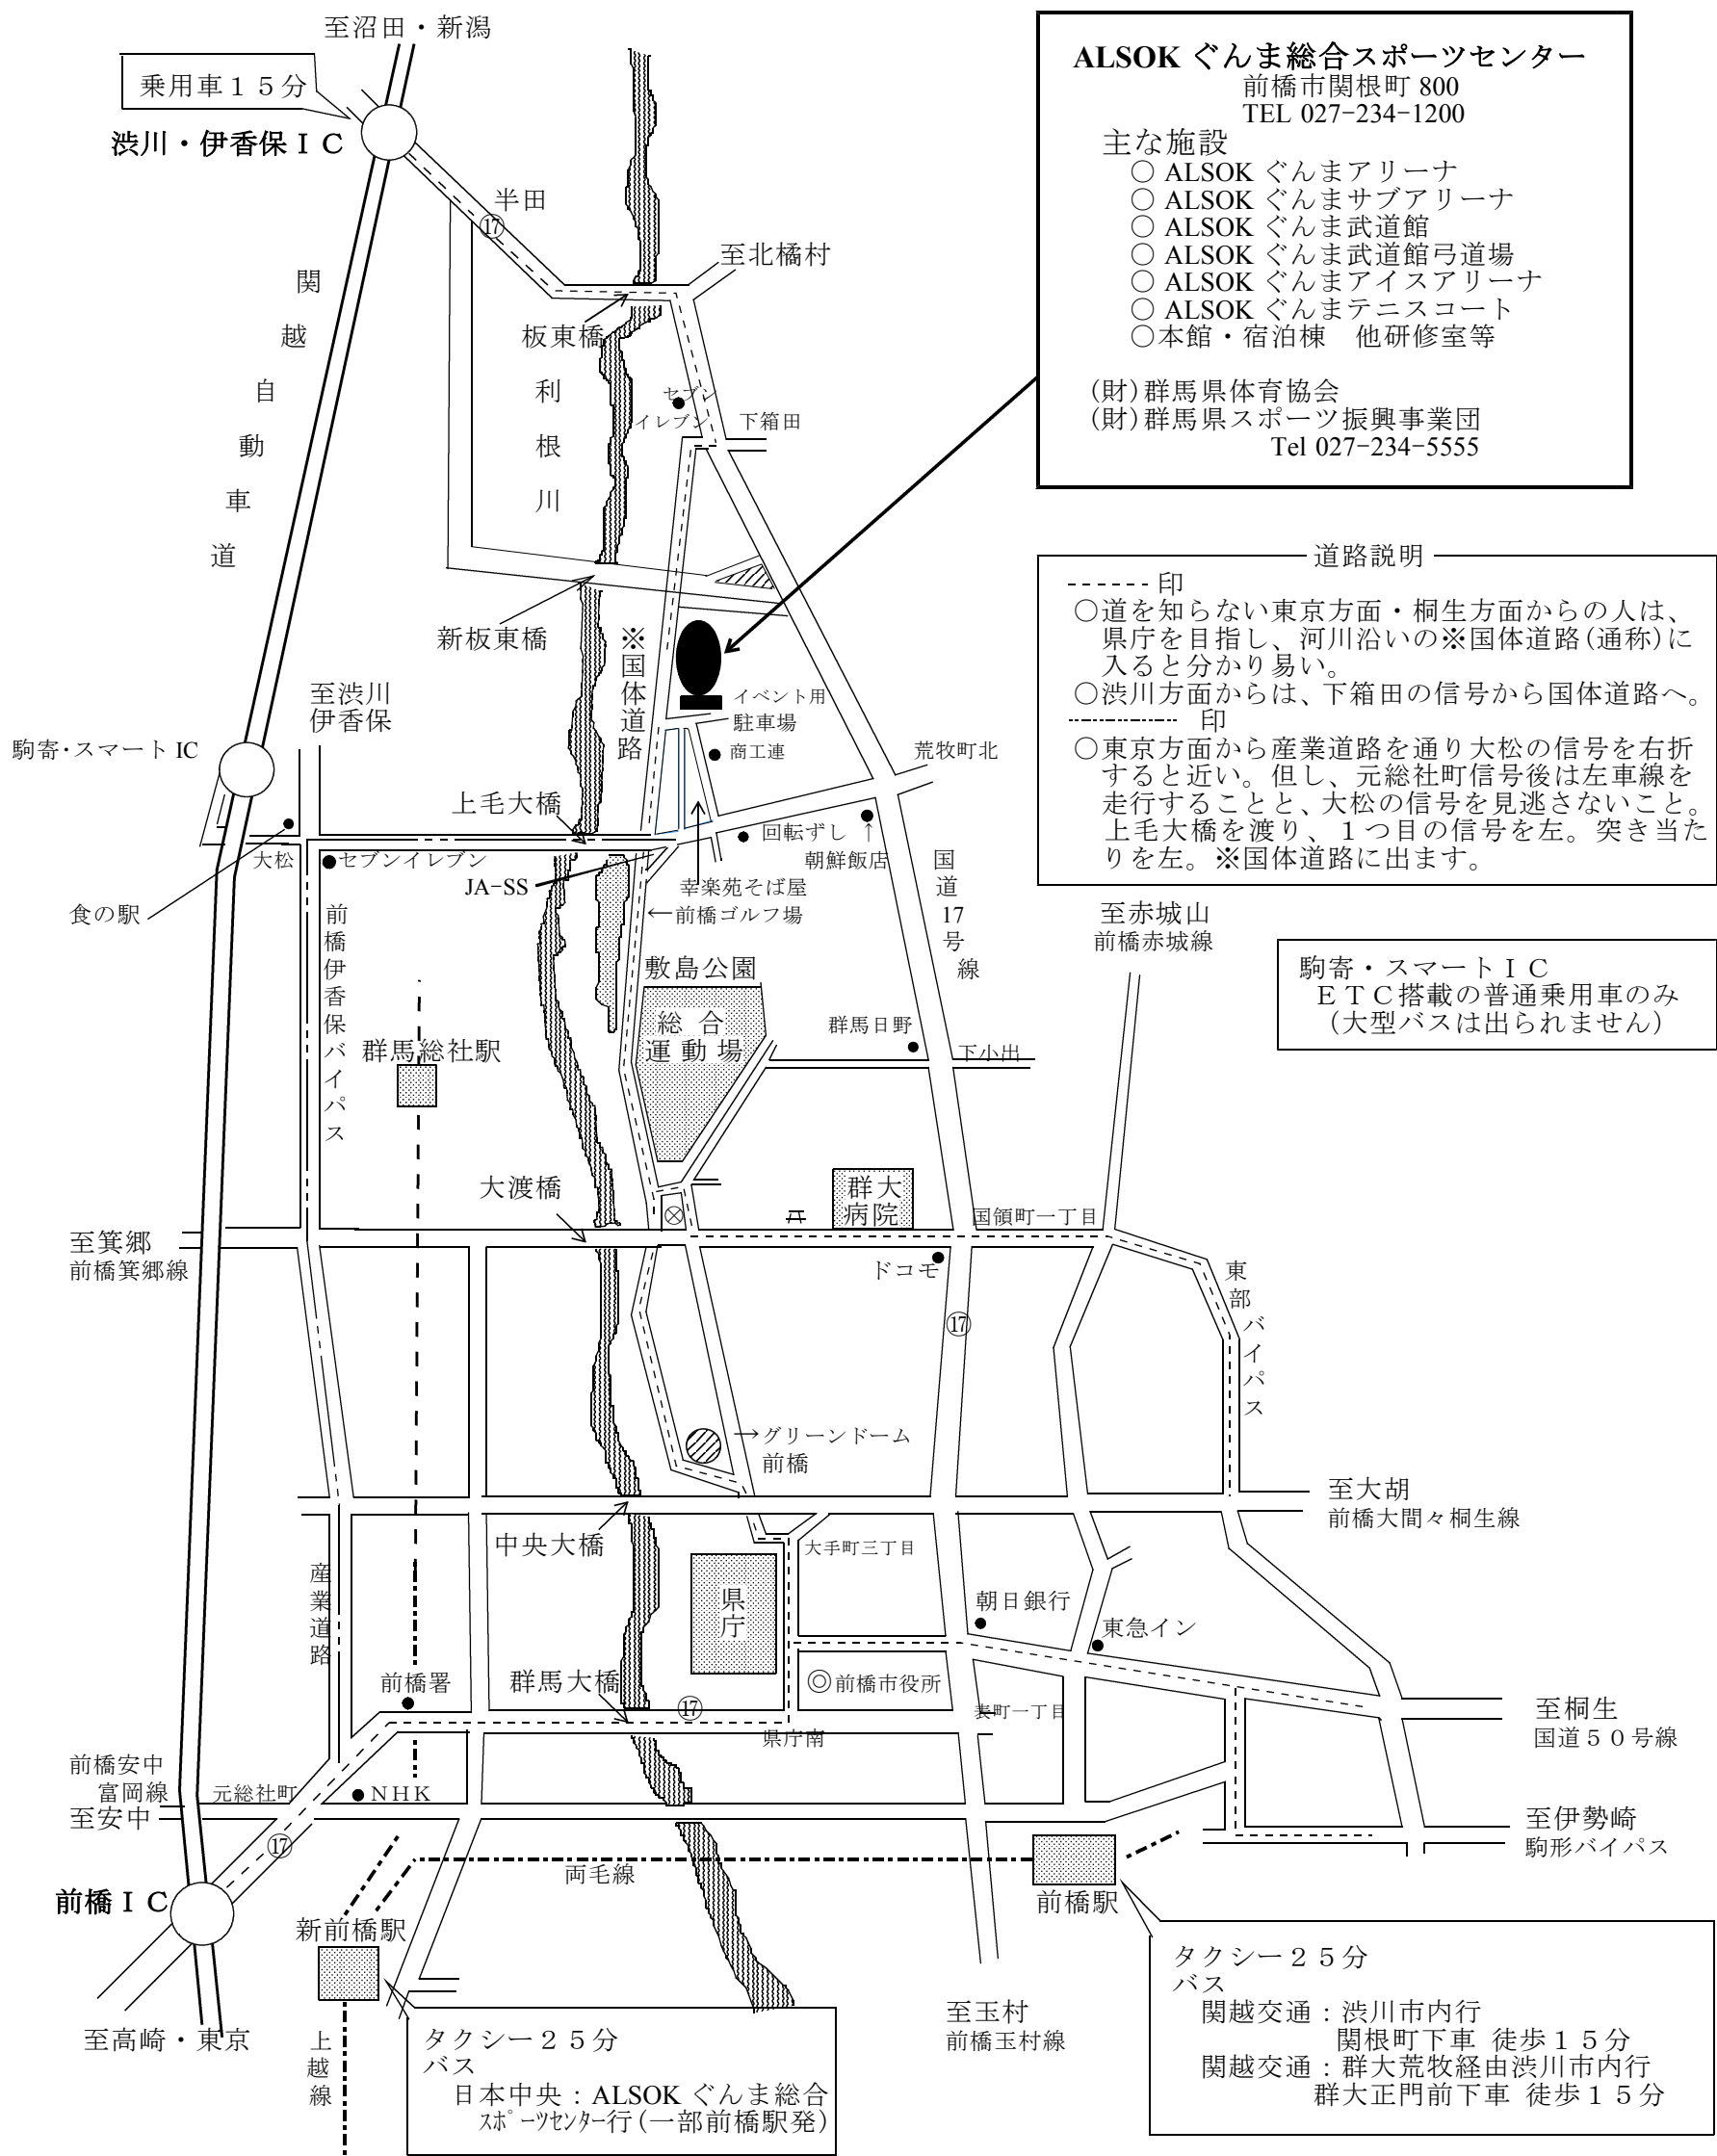 至沼田・新潟
乗用車１５分
渋川・伊香保ＩＣ
半田
⑰
至北橘村
関越自動車道
板東橋
利根川
セブン
イレブン
下箱田
新板東橋
※国体道路
ALSOK ぐんま総合スポーツセンター
前橋市関根町 800
TEL 027-234-1200
主な施設
○ ALSOK ぐんまアリーナ
○ ALSOK ぐんまサブアリーナ
○ ALSOK ぐんま武道館
○ ALSOK ぐんま武道館弓道場
○ ALSOK ぐんまアイスアリーナ
○ ALSOK ぐんまテニスコート
○本館・宿泊棟　他研修室等
(財)群馬県体育協会
(財)群馬県スポーツ振興事業団
Tel 027-234-5555
道路説明
印
○道を知らない東京方面・桐生方面からの人は、
県庁を目指し、河川沿いの※国体道路(通称)に
入ると分かり易い。
○渋川方面からは、下箱田の信号から国体道路へ。
印
○東京方面から産業道路を通り大松の信号を右折
すると近い。但し、元総社町信号後は左車線を
走行することと、大松の信号を見逃さないこと。
上毛大橋を渡り、１つ目の信号を左。突き当た
りを左。※国体道路に出ます。
至渋川
伊香保
イベント用
駐車場
商工連
荒牧町北
駒寄･スマート IC
上毛大橋
回転ずし
↑
朝鮮飯店
大松
セブンイレブン
JA-SS
幸楽苑そば屋
←前橋ゴルフ場
国道17号線
食の駅
前橋伊香保バイパス
至赤城山
前橋赤城線
駒寄・スマートＩＣ
ＥＴＣ搭載の普通乗用車のみ
（大型バスは出られません）
敷島公園
総合
運動場
群馬日野
下小出
群馬総社駅
大渡橋
群大
病院
国領町一丁目
至箕郷
前橋箕郷線
ドコモ
東部バイパス
⑰
→グリーンドーム
前橋
至大胡
前橋大間々桐生線
中央大橋
大手町三丁目
産業道路
県庁
朝日銀行
東急イン
前橋署
群馬大橋
⑰
◎前橋市役所
表町一丁目
県庁南
至桐生
国道５０号線
前橋安中
富岡線
元総社町
ＮＨＫ
至安中
至伊勢崎
駒形バイパス
⑰
両毛線
前橋ＩＣ
新前橋駅
前橋駅
至高崎・東京
上越線
タクシー２５分
バス
日本中央：ALSOK ぐんま総合
ｽﾎﾟｰﾂｾﾝﾀｰ行(一部前橋駅発)
至玉村
前橋玉村線
タクシー２５分
バス
関越交通：渋川市内行
関根町下車 徒歩１５分
関越交通：群大荒牧経由渋川市内行
群大正門前下車 徒歩１５分